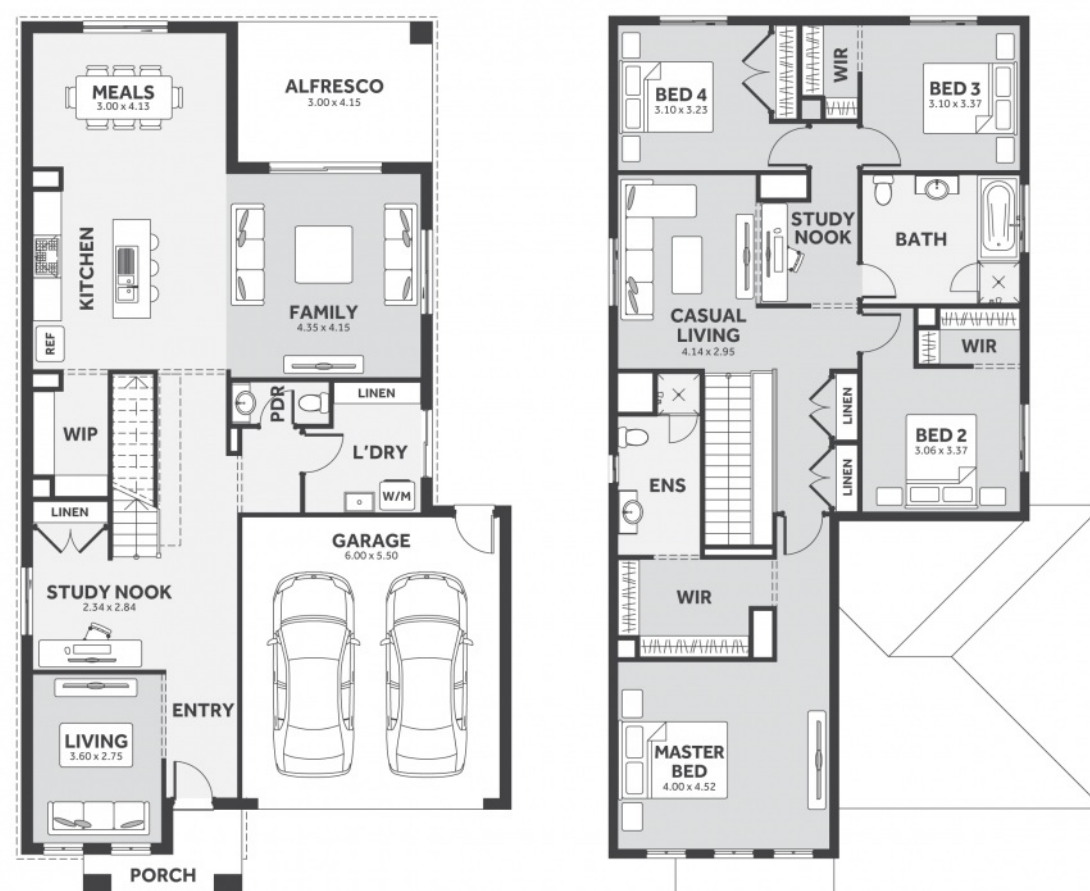 MEALS
3.00 x 4.13
ALFRESCO
3.00 x 4.15
KITCHEN
FAMILY
4.35 x 4.15
REF
PDR
LINEN
WIP
L'DRY
W/M
LINEN
GARAGE
6.00 x 5.50
STUDY NOOK
2.34 x 2.84
ENTRY
LIVING
3.60 x 2.75
PORCH
BED 4
3.10 x 3.23
WIR
BED 3
3.10 x 3.37
STUDY
NOOK
BATH
CASUAL
LIVING
4.14 x 2.95
WIR
LINEN
BED 2
3.06 x 3.37
LINEN
ENS
WIR
MASTER
BED
4.00 x 4.52